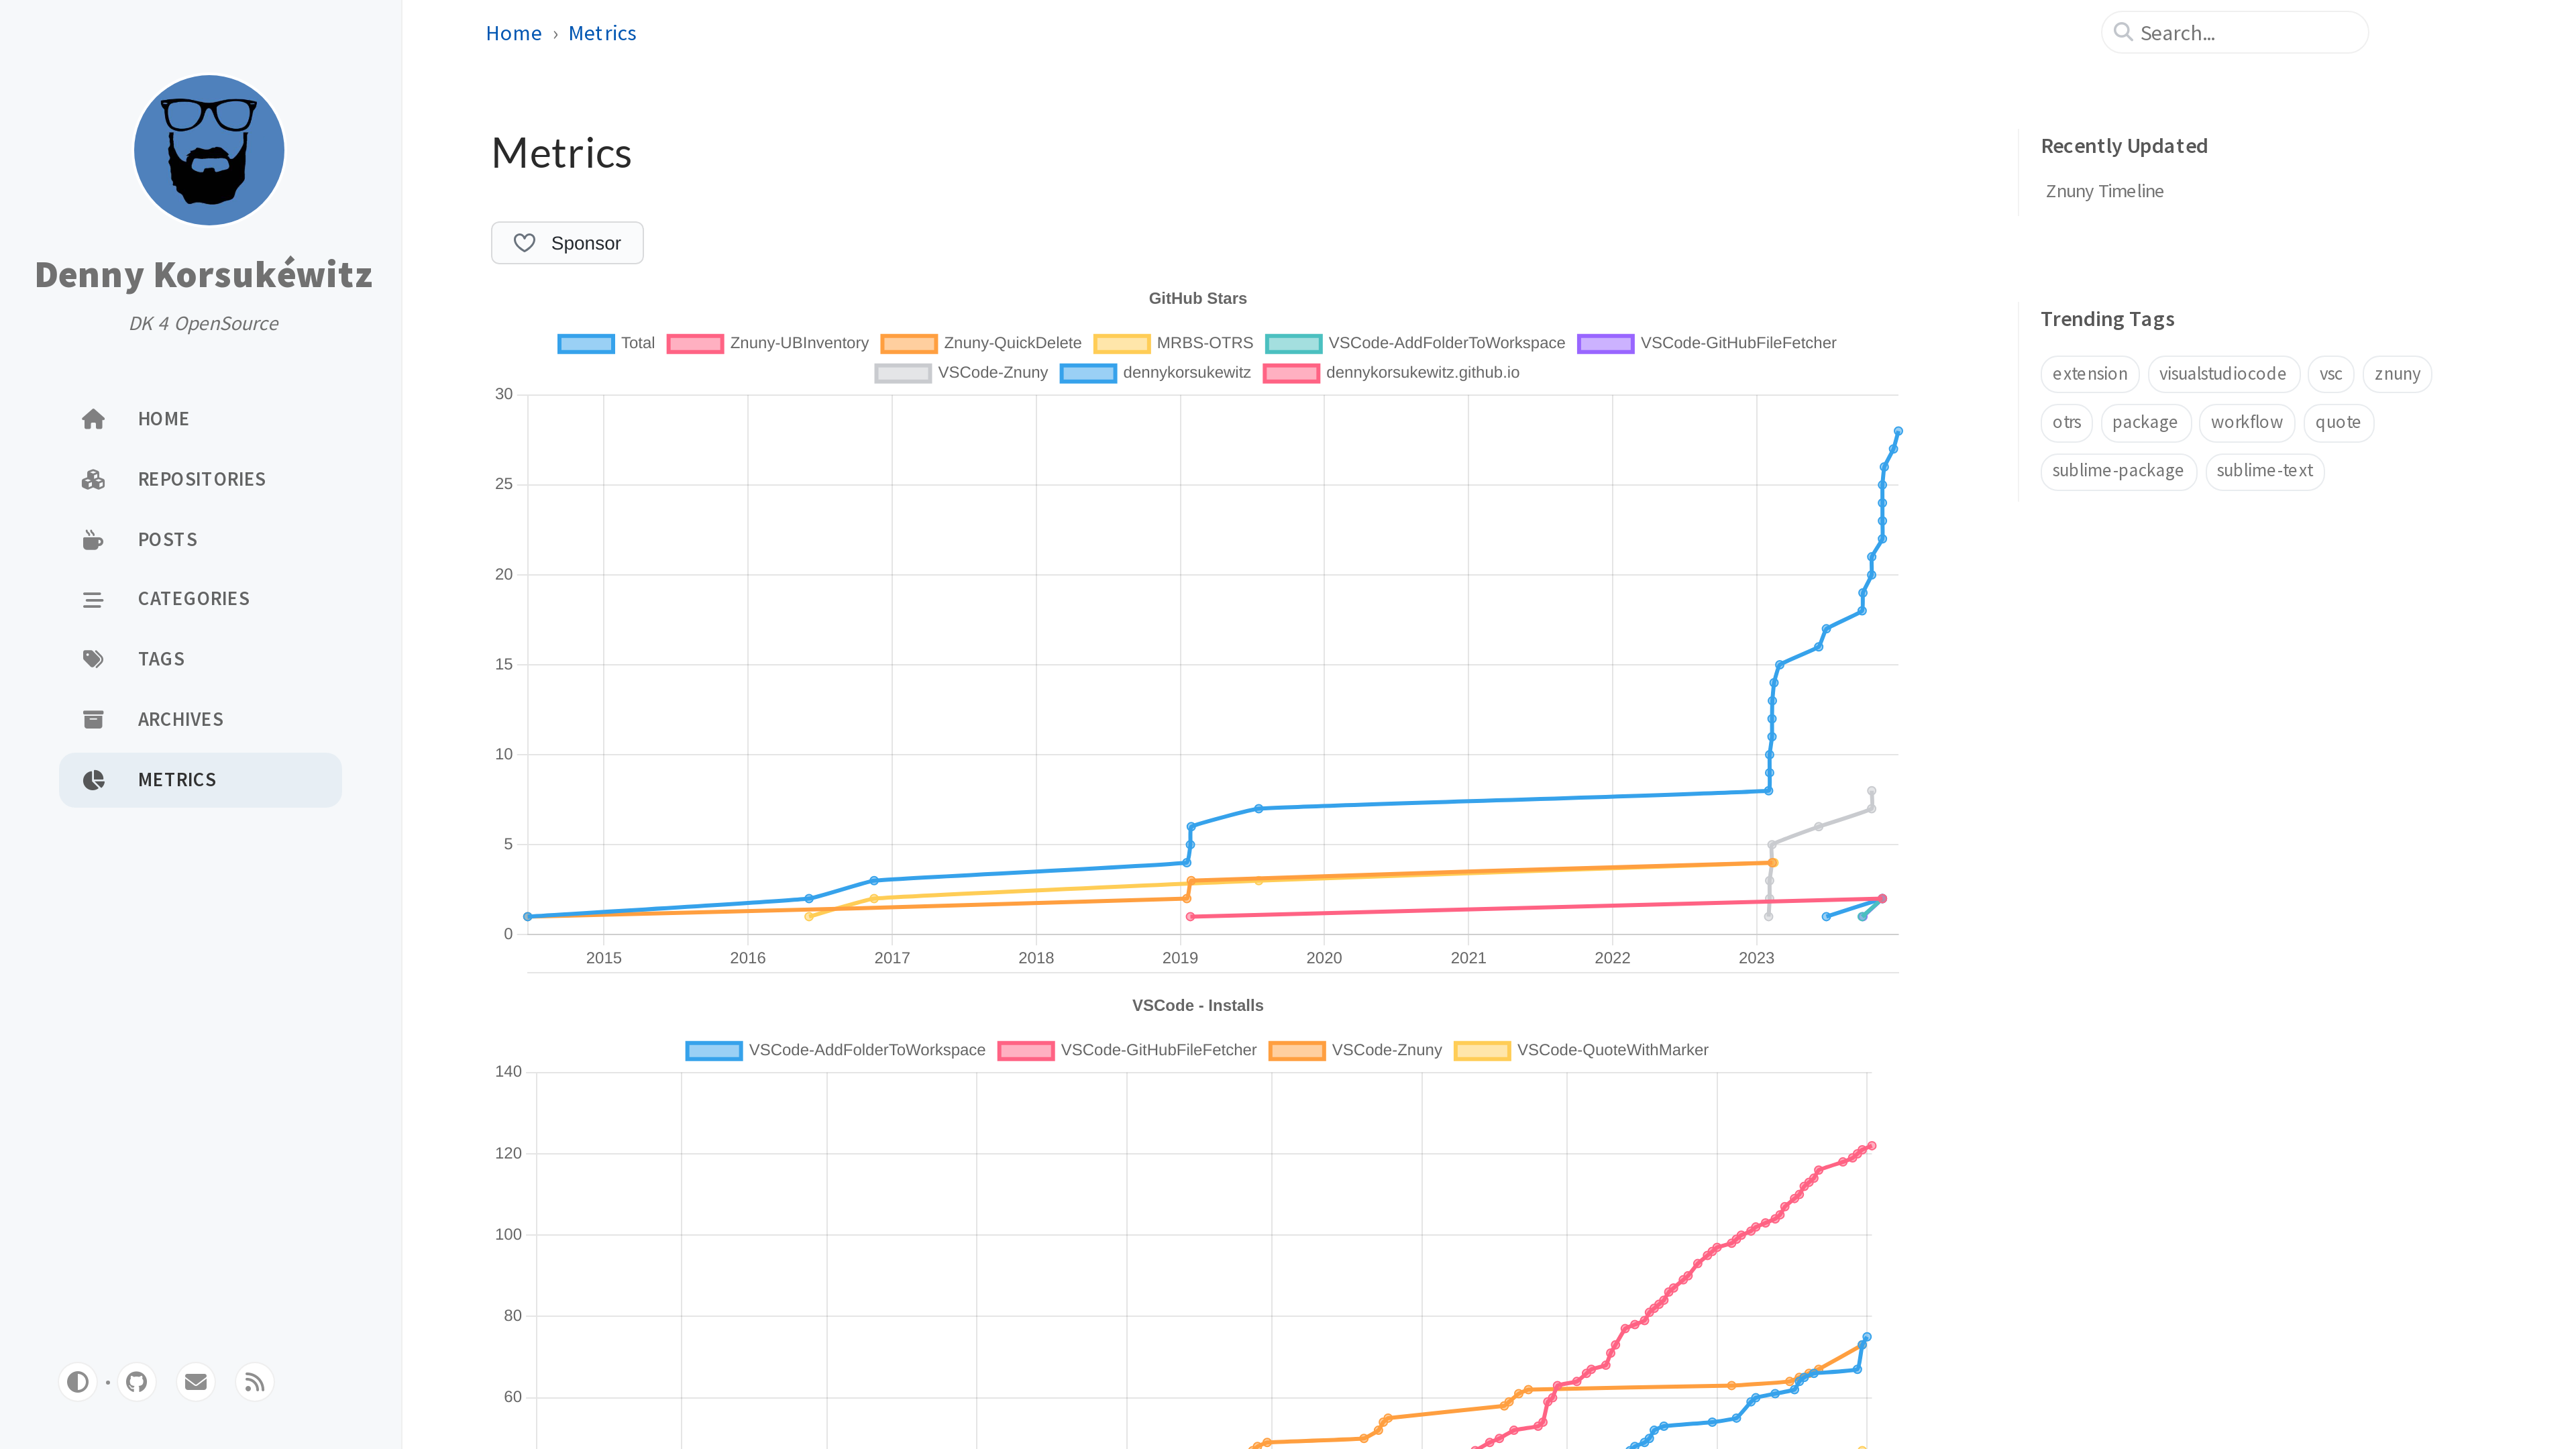 Denny Korsukéwitz
DK 4 OpenSource
HOME
REPOSITORIES
POSTS
CATEGORIES
TAGS
ARCHIVES
METRICS
Home › Metrics
Search...
Metrics
Sponsor
GitHub Stars
Total Znuny-UBInventory Znuny-QuickDelete MRBS-OTRS VSCode-AddFolderToWorkspace VSCode-GitHubFileFetcher
VSCode-Znuny dennykorsukewitz dennykorsukewitz.github.io
30
25
20
15
10
5
0
2015 2016 2017 2018 2019 2020 2021 2022 2023
VSCode - Installs
VSCode-AddFolderToWorkspace VSCode-GitHubFileFetcher VSCode-Znuny VSCode-QuoteWithMarker
140
120
100
80
60
Recently Updated
Znuny Timeline
Trending Tags
extension visualstudiocode vsc znuny
otrs package workflow quote
sublime-package sublime-text